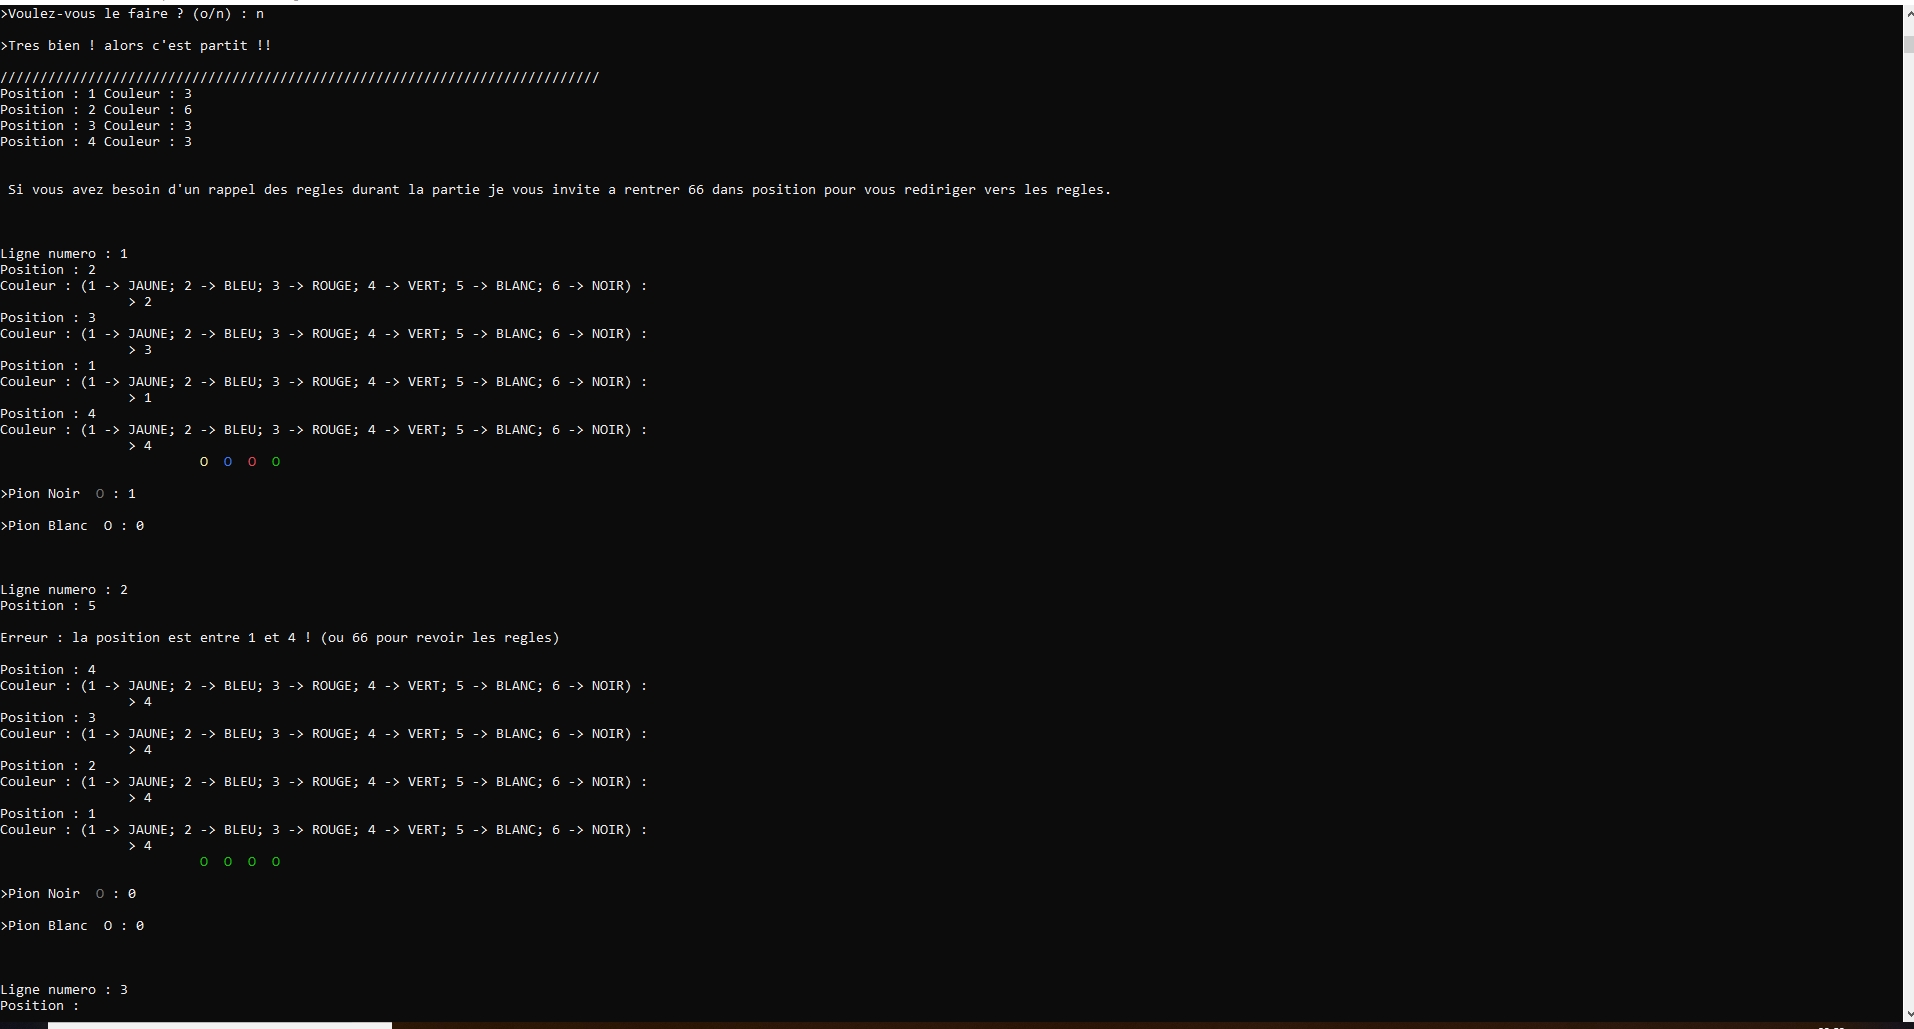 >Voulez-vous le faire ? (o/n) : n
>Tres bien ! alors c'est partit !!
///////////////////////////////////////////////////////////////////////////
Position : 1 Couleur : 3
Position : 2 Couleur : 6
Position : 3 Couleur : 3
Position : 4 Couleur : 3
Si vous avez besoin d'un rappel des regles durant la partie je vous invite a rentrer 66 dans position pour vous rediriger vers les regles.
Ligne numero : 1
Position : 2
Couleur : (1 -> JAUNE; 2 -> BLEU; 3 -> ROUGE; 4 -> VERT; 5 -> BLANC; 6 -> NOIR) :
> 2
Position : 3
Couleur : (1 -> JAUNE; 2 -> BLEU; 3 -> ROUGE; 4 -> VERT; 5 -> BLANC; 6 -> NOIR) :
> 3
Position : 1
Couleur : (1 -> JAUNE; 2 -> BLEU; 3 -> ROUGE; 4 -> VERT; 5 -> BLANC; 6 -> NOIR) :
> 1
Position : 4
Couleur : (1 -> JAUNE; 2 -> BLEU; 3 -> ROUGE; 4 -> VERT; 5 -> BLANC; 6 -> NOIR) :
> 4
O O O O
>Pion Noir O : 1
>Pion Blanc O : 0
Ligne numero : 2
Position : 5
Erreur : la position est entre 1 et 4 ! (ou 66 pour revoir les regles)
Position : 4
Couleur : (1 -> JAUNE; 2 -> BLEU; 3 -> ROUGE; 4 -> VERT; 5 -> BLANC; 6 -> NOIR) :
> 4
Position : 3
Couleur : (1 -> JAUNE; 2 -> BLEU; 3 -> ROUGE; 4 -> VERT; 5 -> BLANC; 6 -> NOIR) :
> 4
Position : 2
Couleur : (1 -> JAUNE; 2 -> BLEU; 3 -> ROUGE; 4 -> VERT; 5 -> BLANC; 6 -> NOIR) :
> 4
Position : 1
Couleur : (1 -> JAUNE; 2 -> BLEU; 3 -> ROUGE; 4 -> VERT; 5 -> BLANC; 6 -> NOIR) :
> 4
O O O O
>Pion Noir O : 0
>Pion Blanc O : 0
Ligne numero : 3
Position :